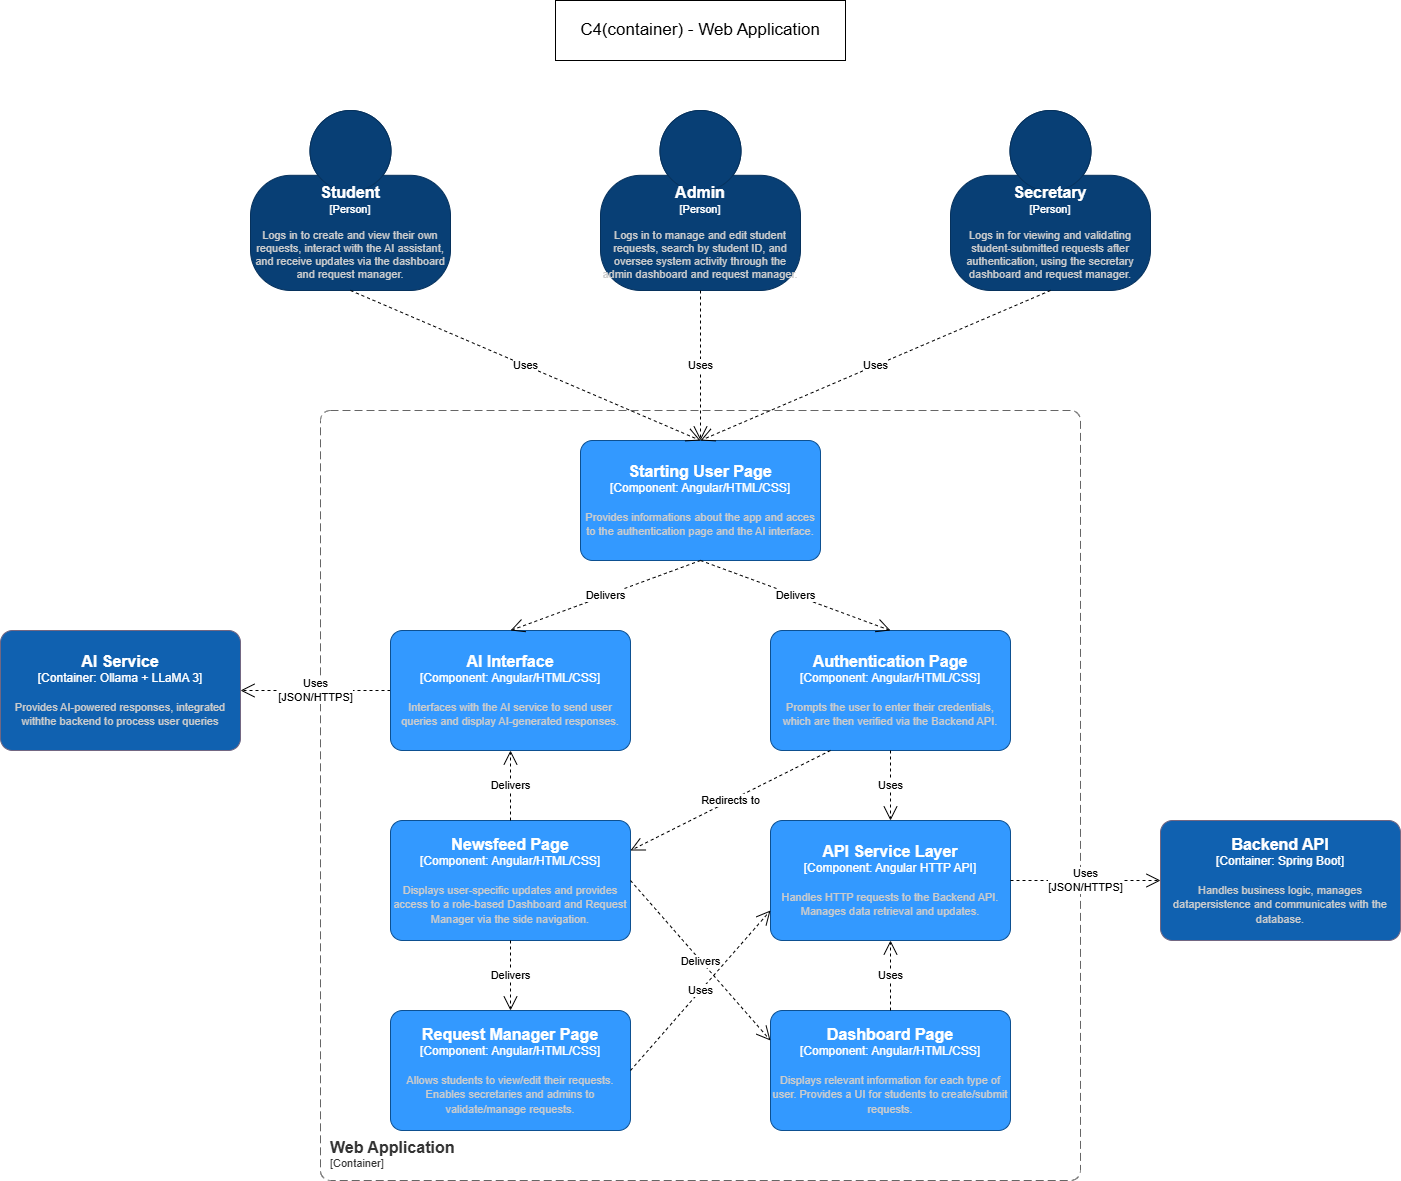 C4(container) - Web Application
Student
[Person]
Logs in to create and view their own
requests, interact with the AI assistant,
and receive updates via the dashboard
and request manager.
Admin
[Person]
Logs in to manage and edit student
requests, search by student ID, and
oversee system activity through the
admin dashboard and request manager.
Secretary
[Person]
Logs in for viewing and validating
student-submitted requests after
authentication, using the secretary
dashboard and request manager.
Uses
Uses
Uses
Starting User Page
[Component: Angular/HTML/CSS]
Provides informations about the app and acces
to the authentication page and the AI interface.
Delivers
Delivers
AI Service
[Container: Ollama + LLaMA 3]
Provides AI-powered responses, integrated
withthe backend to process user queries
Uses
[JSON/HTTPS]
AI Interface
[Component: Angular/HTML/CSS]
Interfaces with the AI service to send user
queries and display AI-generated responses.
Authentication Page
[Component: Angular/HTML/CSS]
Prompts the user to enter their credentials,
which are then verified via the Backend API.
Delivers
Redirects to
Uses
Newsfeed Page
[Component: Angular/HTML/CSS]
Displays user-specific updates and provides
access to a role-based Dashboard and Request
Manager via the side navigation.
API Service Layer
[Component: Angular HTTP API]
Handles HTTP requests to the Backend API.
Manages data retrieval and updates.
Uses
[JSON/HTTPS]
Backend API
[Container: Spring Boot]
Handles business logic, manages
datapersistence and communicates with the
database.
Delivers
Delivers
Uses
Uses
Request Manager Page
[Component: Angular/HTML/CSS]
Allows students to view/edit their requests.
Enables secretaries and admins to
validate/manage requests.
Dashboard Page
[Component: Angular/HTML/CSS]
Displays relevant information for each type of
user. Provides a UI for students to create/submit
requests.
Web Application
[Container]